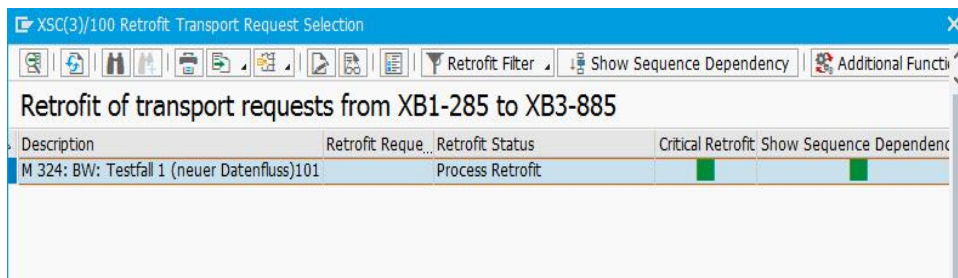 XSC(3)/100 Retrofit Transport Request Selection
Retrofit Filter Show Sequence Dependency Additional Functi
Retrofit of transport requests from XB1-285 to XB3-885
Description Retrofit Reque... Retrofit Status Critical Retrofit Show Sequence Dependenc
M 324: BW: Testfall 1 (neuer Datenfluss)101 Process Retrofit